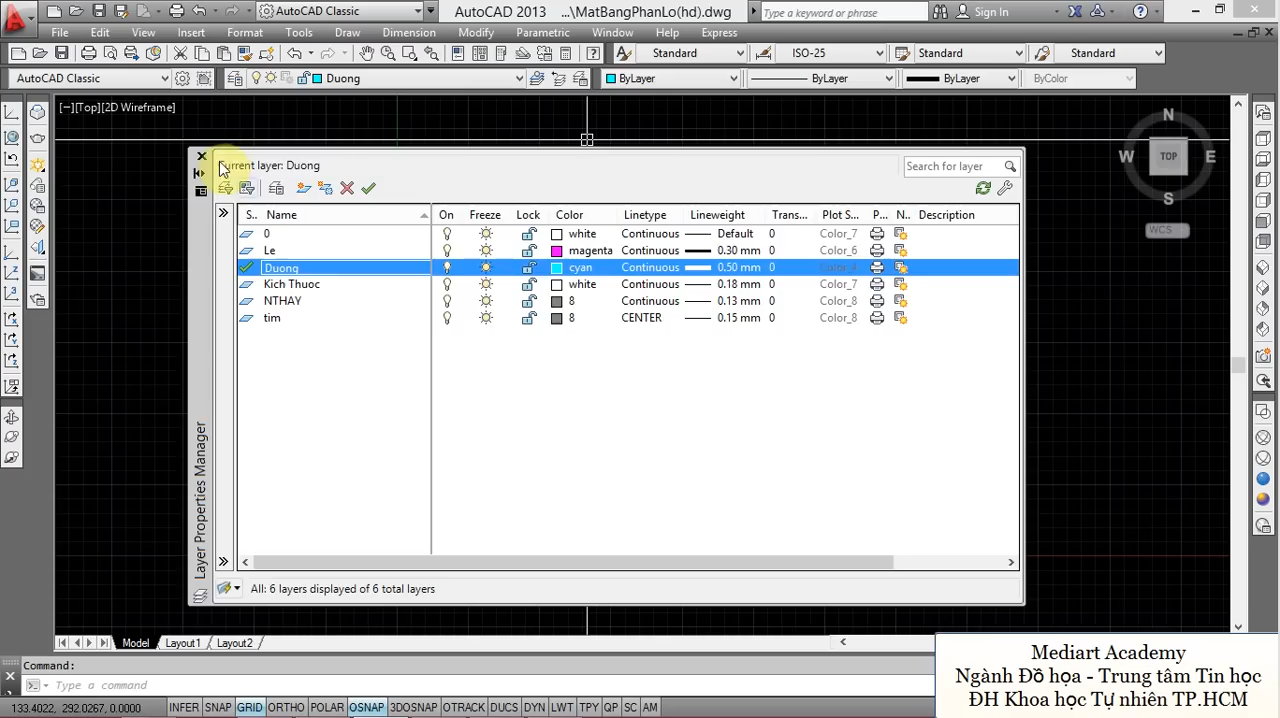 AutoCAD Classic
AutoCAD 2013 ...\MatBangPhanLo(hd).dwg
Type a keyword or phrase
Sign In
File Edit View Insert Format Tools Draw Dimension Modify Parametric Window Help Express
Standard ISO-25 Standard Standard
AutoCAD Classic Duong ByLayer ByLayer ByLayer ByColor
[−][Top][2D Wireframe]
N
W TOP E
S
WCS
Current layer: Duong
Search for layer
S.. Name On Freeze Lock Color Linetype Lineweight Trans... Plot S... P... N.. Description
0 white Continuous Default 0 Color_7
Le magenta Continuous 0.30 mm 0 Color_6
Duong cyan Continuous 0.50 mm 0 Color_4
Kich Thuoc white Continuous 0.18 mm 0 Color_7
NTHAY 8 Continuous 0.13 mm 0 Color_8
tim 8 CENTER 0.15 mm 0 Color_8
Layer Properties Manager
All: 6 layers displayed of 6 total layers
Model Layout1 Layout2
Command:
Type a command
133.4022, 292.0267, 0.0000 INFER SNAP GRID ORTHO POLAR OSNAP 3DOSNAP OTRACK DUCS DYN LWT TPY QP SC AM
Mediart Academy
Ngành Đồ họa - Trung tâm Tin học
ĐH Khoa học Tự nhiên TP.HCM